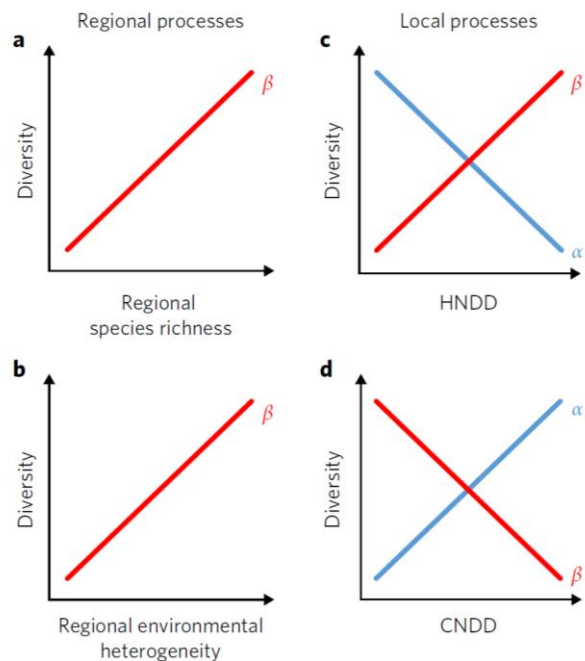 Regional processes
Local processes
a
Diversity
β
Regional
species richness
c
Diversity
β
α
HNDD
b
Diversity
β
Regional environmental
heterogeneity
d
Diversity
α
β
CNDD